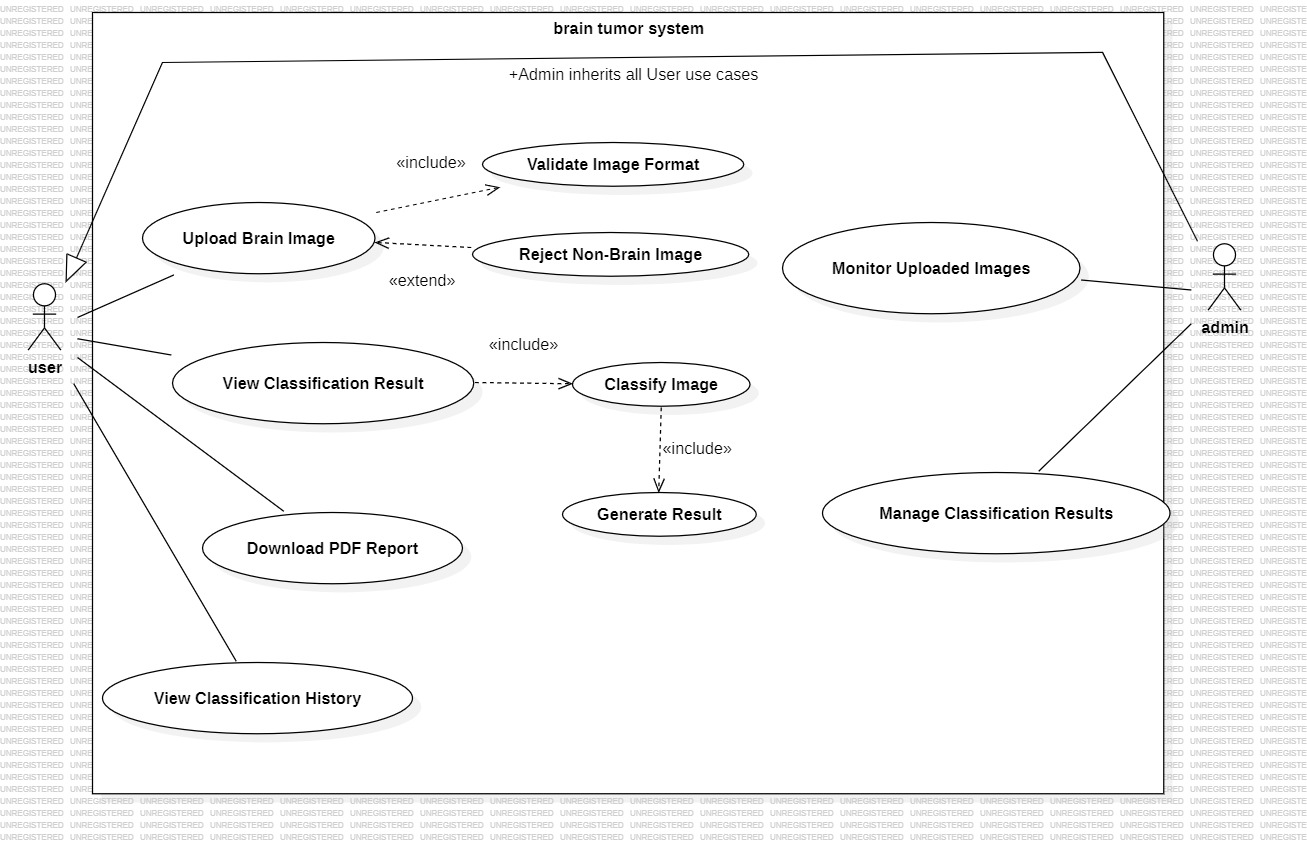 brain tumor system
+Admin inherits all User use cases
«include»
Validate Image Format
Upload Brain Image
Reject Non-Brain Image
«extend»
Monitor Uploaded Images
admin
user
«include»
View Classification Result
Classify Image
«include»
Generate Result
Manage Classification Results
Download PDF Report
View Classification History
UNREGISTERED